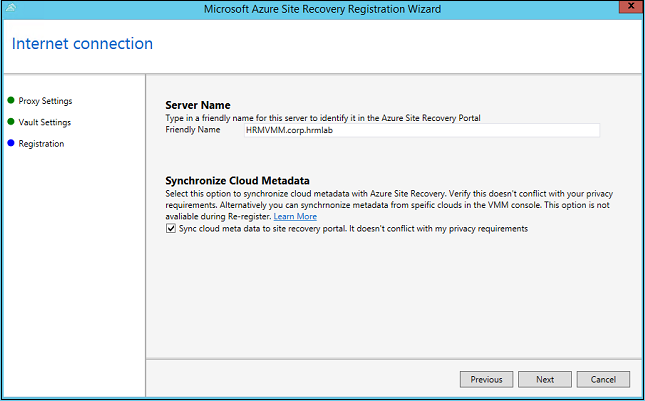 Microsoft Azure Site Recovery Registration Wizard
x
Internet connection
Proxy Settings
Vault Settings
Registration
Server Name
Type in a friendly name for this server to identify it in the Azure Site Recovery Portal
Friendly Name HRMVMM.corp.hrmlab
Synchronize Cloud Metadata
Select this option to synchronize cloud metadata with Azure Site Recovery. Verify this doesn't conflict with your privacy
requirements. Alternatively you can synchrnonize metadata from speific clouds in the VMM console. This option is not
avaliable during Re-register. Learn More
Sync cloud meta data to site recovery portal. It doesn't conflict with my privacy requirements
Previous Next Cancel